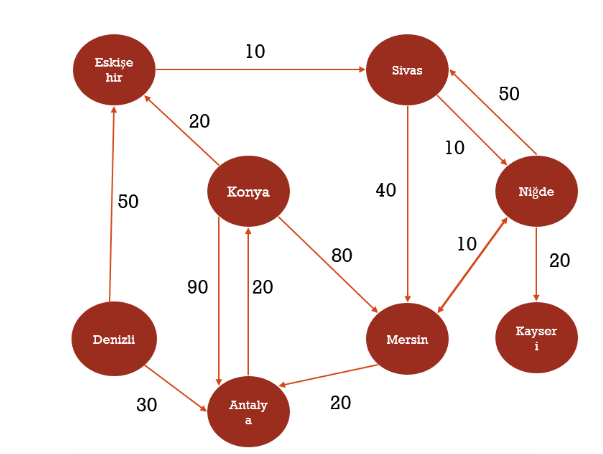 10
Eskişe
hir
Sivas
50
20
10
Konya
Niğde
50
40
10
80
20
90
20
Denizli
Mersin
Kayser
i
30
Antaly
a
20